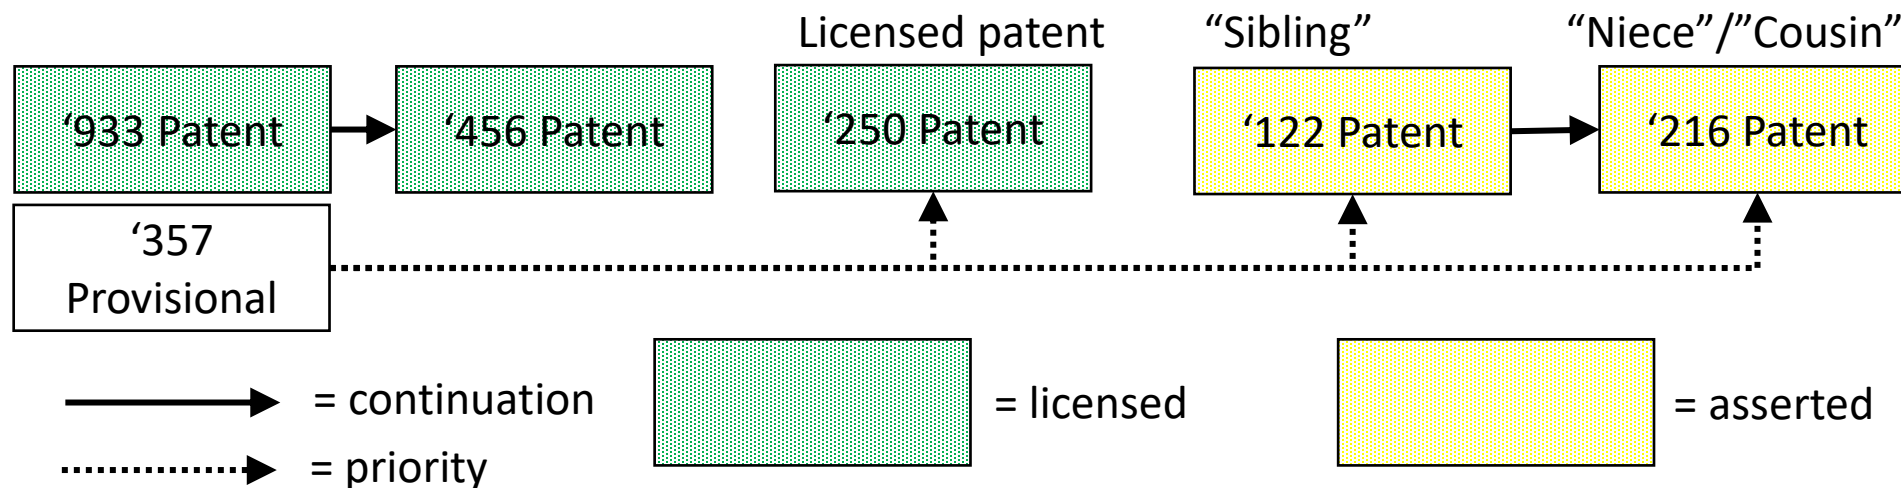 Licensed patent
“Sibling”
“Niece”/”Cousin”
‘933 Patent
‘456 Patent
‘250 Patent
‘122 Patent
‘216 Patent
‘357
Provisional
= continuation
= licensed
= asserted
= priority